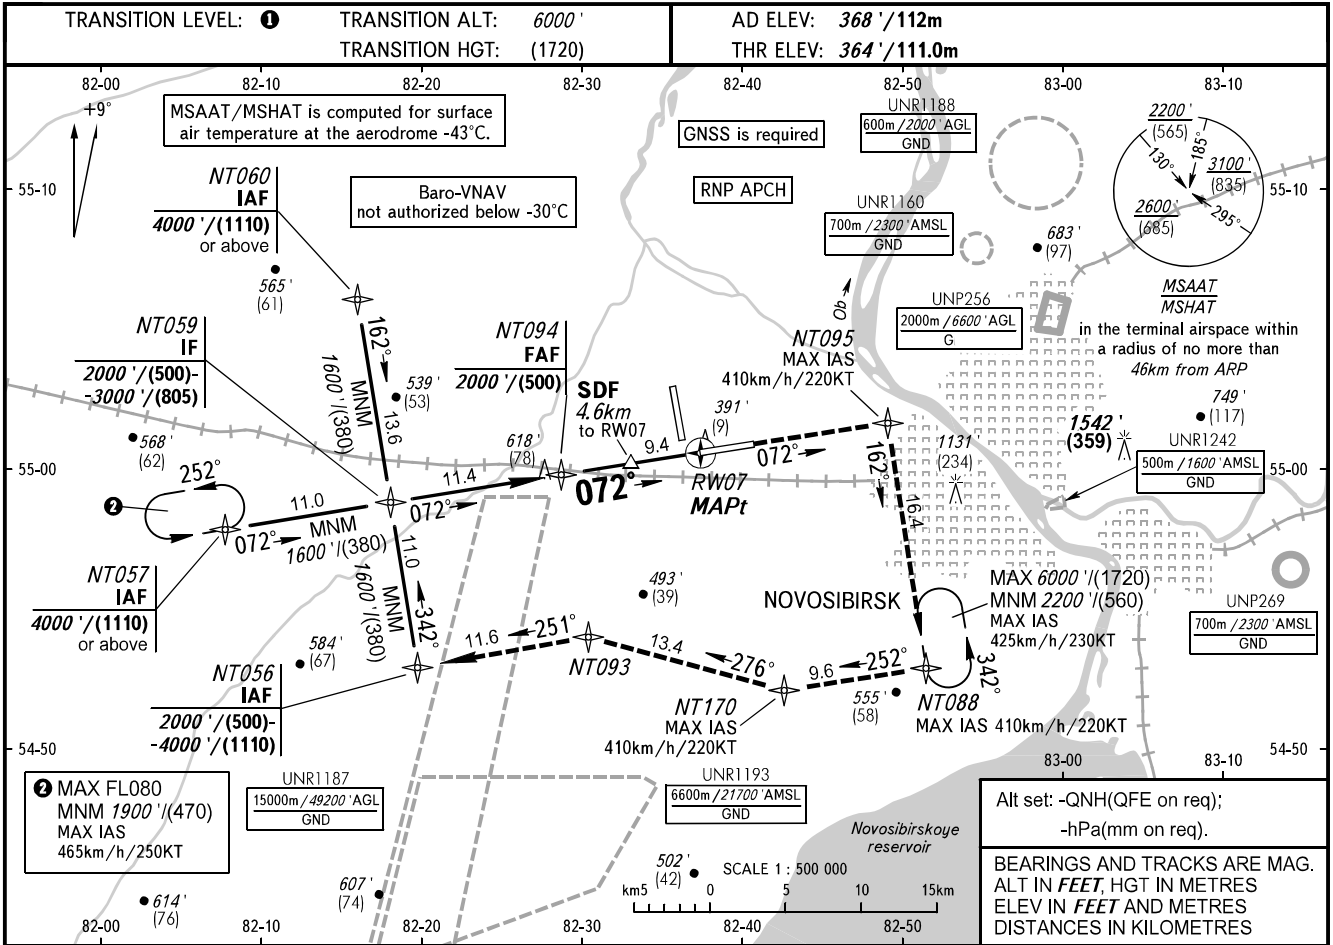 TRANSITION LEVEL: ❶ TRANSITION ALT: 6000 '
TRANSITION HGT: (1720)
AD ELEV: 368 '/112m
THR ELEV: 364 '/111.0m
82-00 82-10 82-20 82-30 82-40 82-50 83-00 83-10
+9°
MSAAT/MSHAT is computed for surface
air temperature at the aerodrome -43°C.
GNSS is required
UNR1188
600m/2000 'AGL
GND
2200 '
(565)
185°
130°
3100 '
(835)
2600 '
(685)
295°
MSAAT
MSHAT
in the terminal airspace within
a radius of no more than
46km from ARP
55-10 55-10
NT060
IAF
4000 '/(1110)
or above
Baro-VNAV
not authorized below -30°C
RNP APCH
UNR1160
700m/2300 'AMSL
GND
683 '
(97)
565 '
(61)
Ob
UNP256
2000m/6600 'AGL
G
NT059
IF
2000 '/(500)-
-3000 '/(805)
162°
13.6
MNM
1600 '/(380)
539 '
(53)
NT094
FAF
2000 '/(500)
SDF
4.6km
to RW07
NT095
MAX IAS
410km/h/220KT
391 '
(9)
749 '
(117)
1542 '
(359)
UNR1242
500m/1600 'AMSL
GND
568 '
(62)
618 '
(78)
9.4
072°
1131 '
(234)
162°
16.4
55-00 55-00
252°
❷
11.0
072°
MNM
1600 '/(380)
11.4
072°
072°
RW07
MAPt
11.0
342°
MNM
1600 '/(380)
NT057
IAF
4000 '/(1110)
or above
493 '
(39)
NOVOSIBIRSK
MAX 6000 '/(1720)
MNM 2200 '/(560)
MAX IAS
425km/h/230KT
UNP269
700m/2300 'AMSL
GND
584 '
(67)
11.6
251°
NT093
13.4
276°
9.6
252°
342°
NT056
IAF
2000 '/(500)-
-4000 '/(1110)
NT170
MAX IAS
410km/h/220KT
555 '
(58)
NT088
MAX IAS 410km/h/220KT
54-50 54-50
83-00 83-10
❷ MAX FL080
MNM 1900 '/(470)
MAX IAS
465km/h/250KT
UNR1187
15000m/49200 'AGL
GND
UNR1193
6600m/21700 'AMSL
GND
Alt set: -QNH(QFE on req);
-hPa(mm on req).
Novosibirskoye
reservoir
502 '
(42)
SCALE 1 : 500 000
km5 0 5 10 15km
607 '
(74)
614 '
(76)
BEARINGS AND TRACKS ARE MAG.
ALT IN FEET, HGT IN METRES
ELEV IN FEET AND METRES
DISTANCES IN KILOMETRES
82-00 82-10 82-20 82-30 82-40 82-50